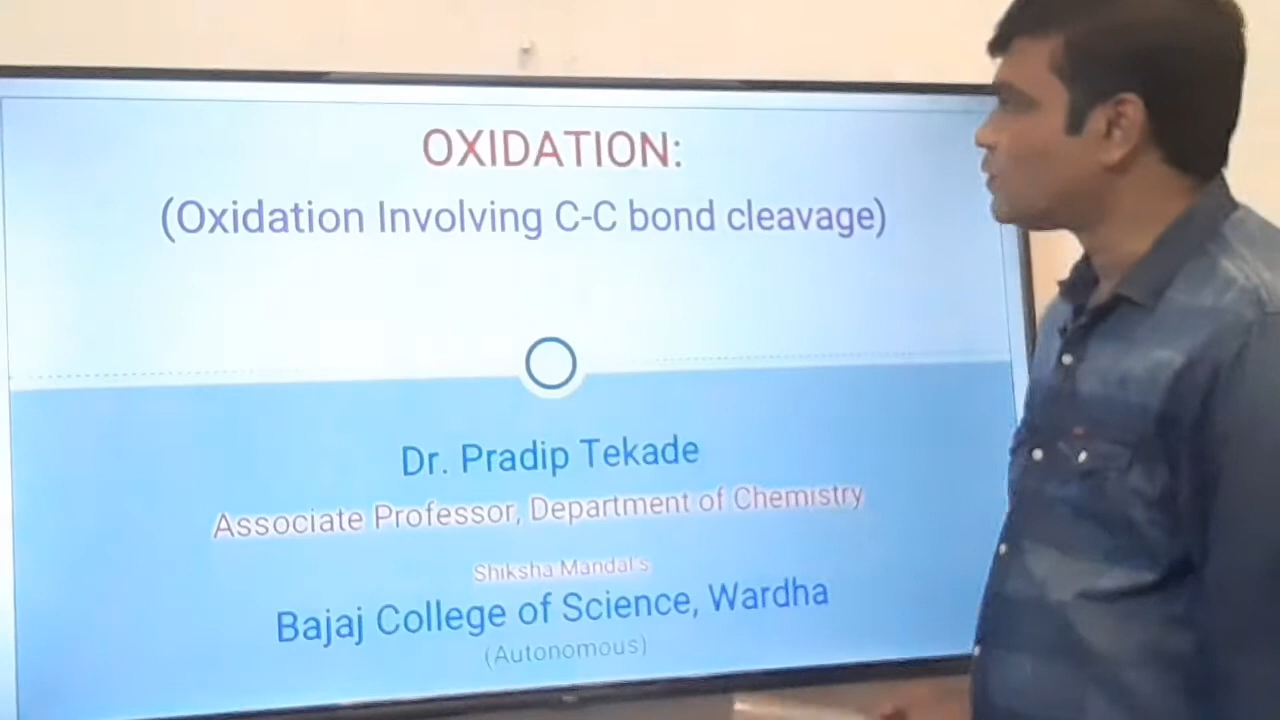 OXIDATION:
(Oxidation Involving C-C bond cleavage)
Dr. Pradip Tekade
Associate Professor, Department of Chemistry
Shiksha Mandal's
Bajaj College of Science, Wardha
(Autonomous)